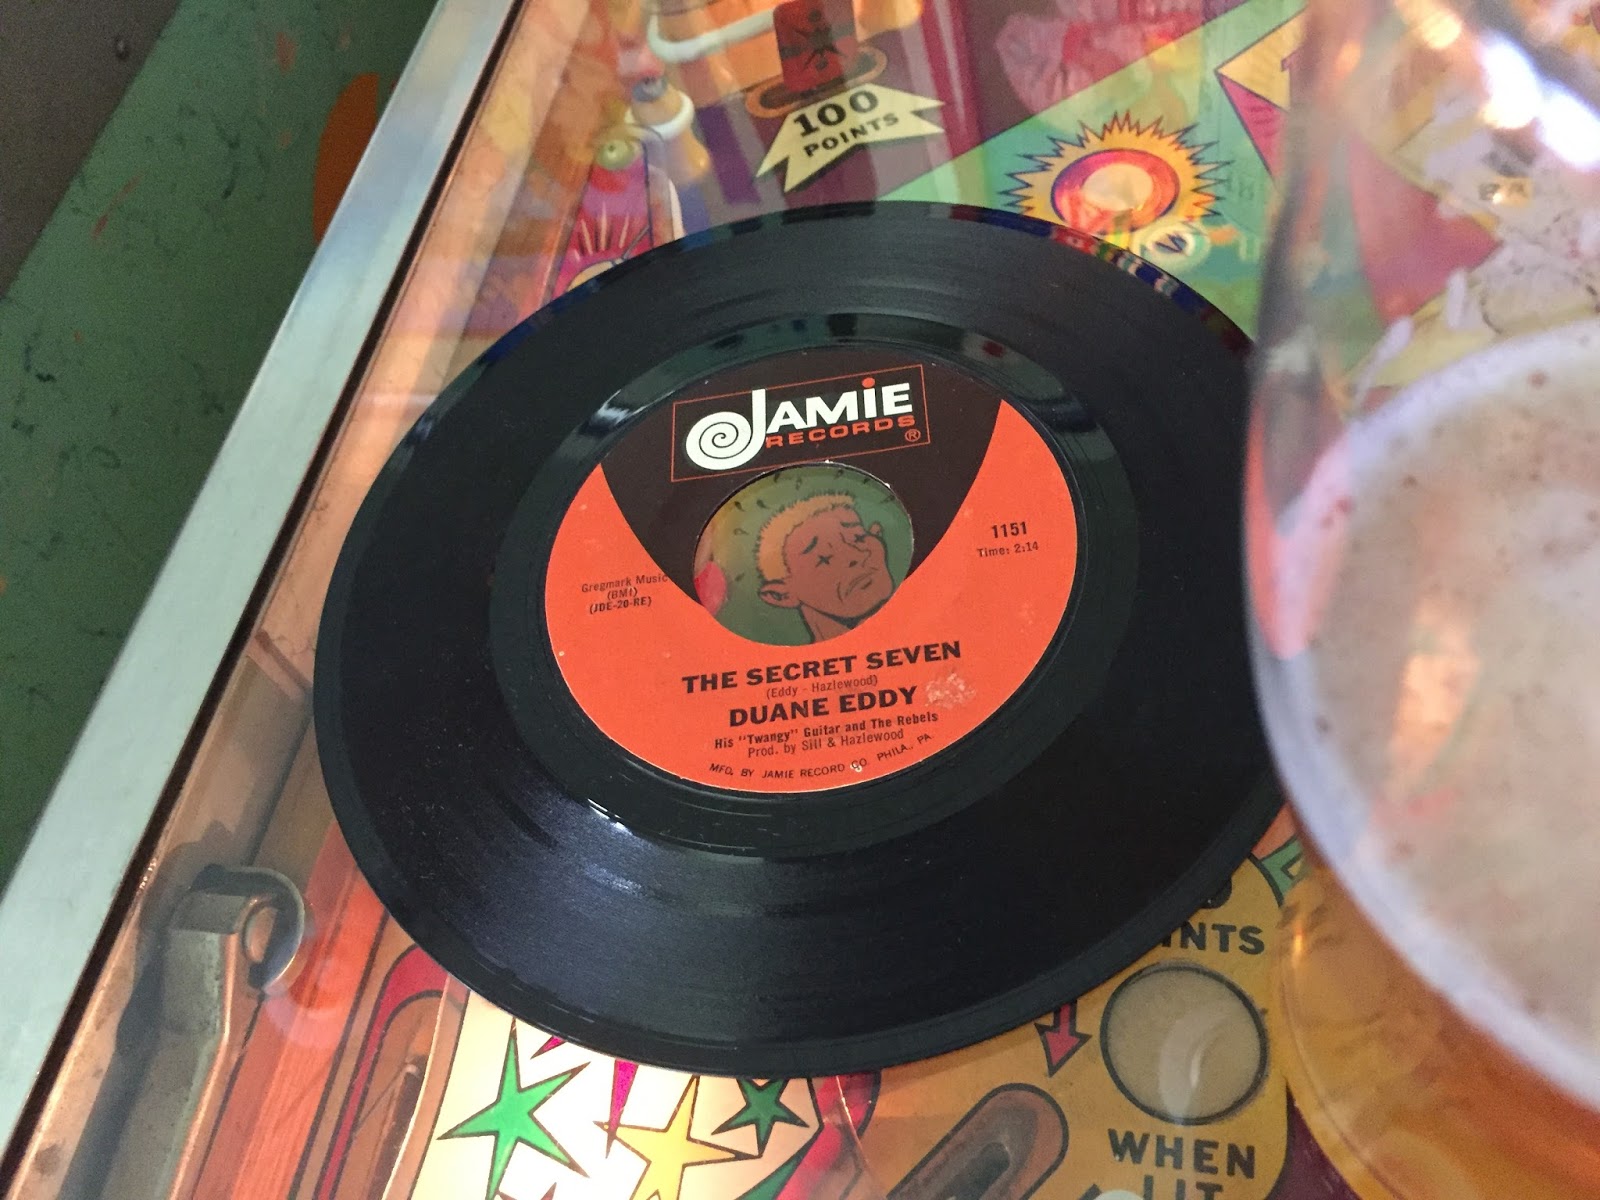 100
POINTS
JAMiE
RECORDS ®
1151
Time: 2:14
Gregmark Music
(BMI)
(JDE-20-RE)
THE SECRET SEVEN
(Eddy - Hazlewood)
DUANE EDDY
His "Twangy" Guitar and The Rebels
Prod. by Sill & Hazlewood
MFG. BY JAMIE RECORD CO. PHILA., PA.
WHEN
LIT